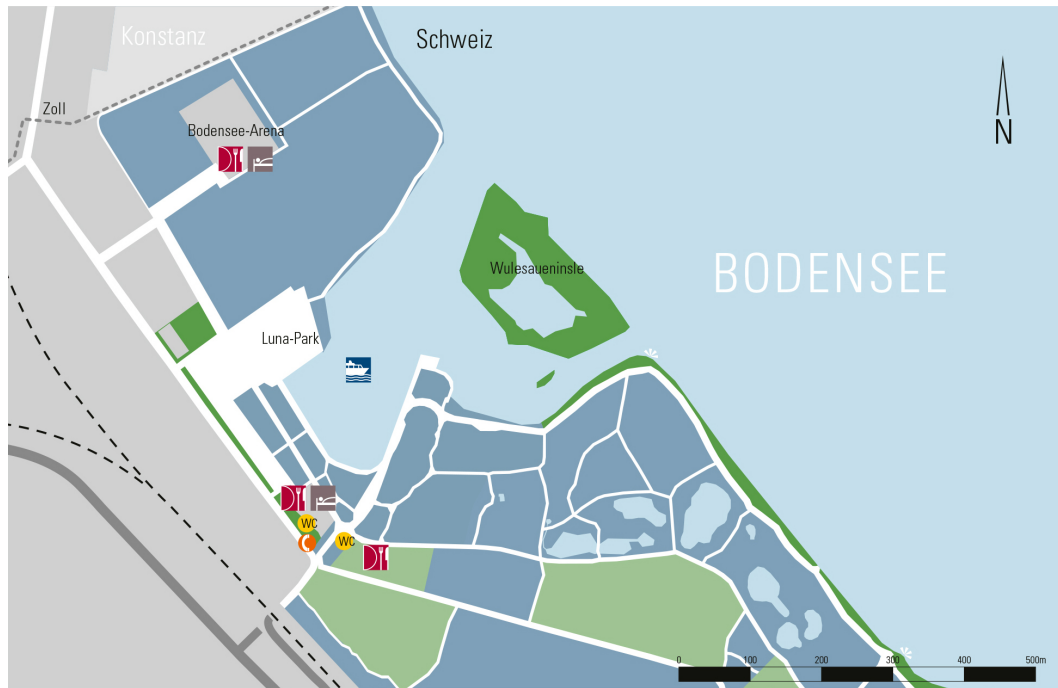 Konstanz
Schweiz
Zoll
Bodensee-Arena
N
Wulesaueninsle
BODENSEE
Luna-Park
WC
WC
0 100 200 300 400 500m